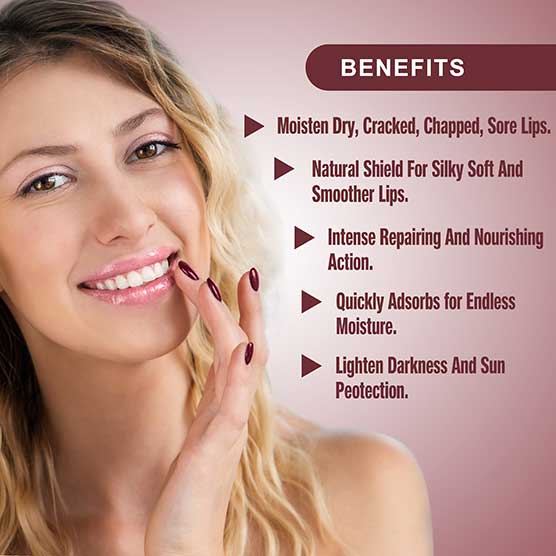 BENEFITS
Moisten Dry, Cracked, Chapped, Sore Lips.
Natural Shield For Silky Soft And
Smoother Lips.
Intense Repairing And Nourishing
Action.
Quickly Adsorbs for Endless
Moisture.
Lighten Darkness And Sun
Peotection.